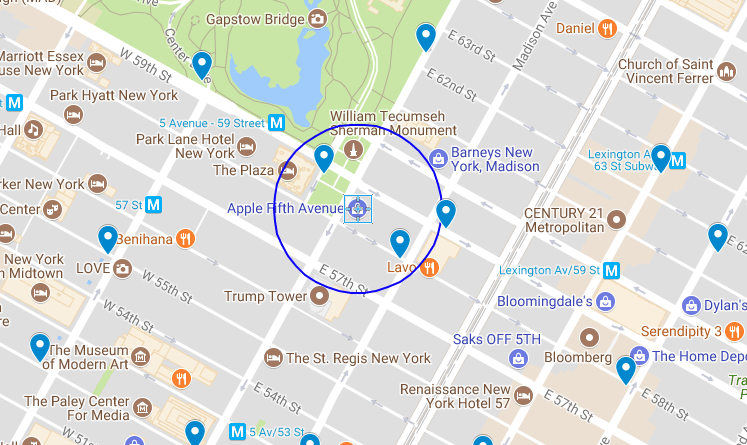 Gapstow Bridge
Daniel
E 63rd St
Madison Ave
Marriott Essex
House New York
W 59th St
Center Drive
Church of Saint
Vincent Ferrer
E 62nd St
Park Hyatt New York
Hall
5 Avenue - 59 Street
William Tecumseh
Sherman Monument
Park Lane Hotel
New York
The Plaza
Barneys New
York, Madison
Lexington Av/
63 St Subway
rker New York
Center
57 St
Apple Fifth Avenue
CENTURY 21
Metropolitan
Benihana
New York
n Midtown
LOVE
Lavo
E 57th St
Lexington Av/59 St
W 55th St
Trump Tower
Bloomingdale's
Dylan's
W 54th St
Saks OFF 5TH
Serendipity 3
The Museum
of Modern Art
The St. Regis New York
Bloomberg
The Home Depo
E 54th St
Renaissance New
York Hotel 57
E 57th St
E 58th St
The Paley Center
For Media
5 Av/53 St